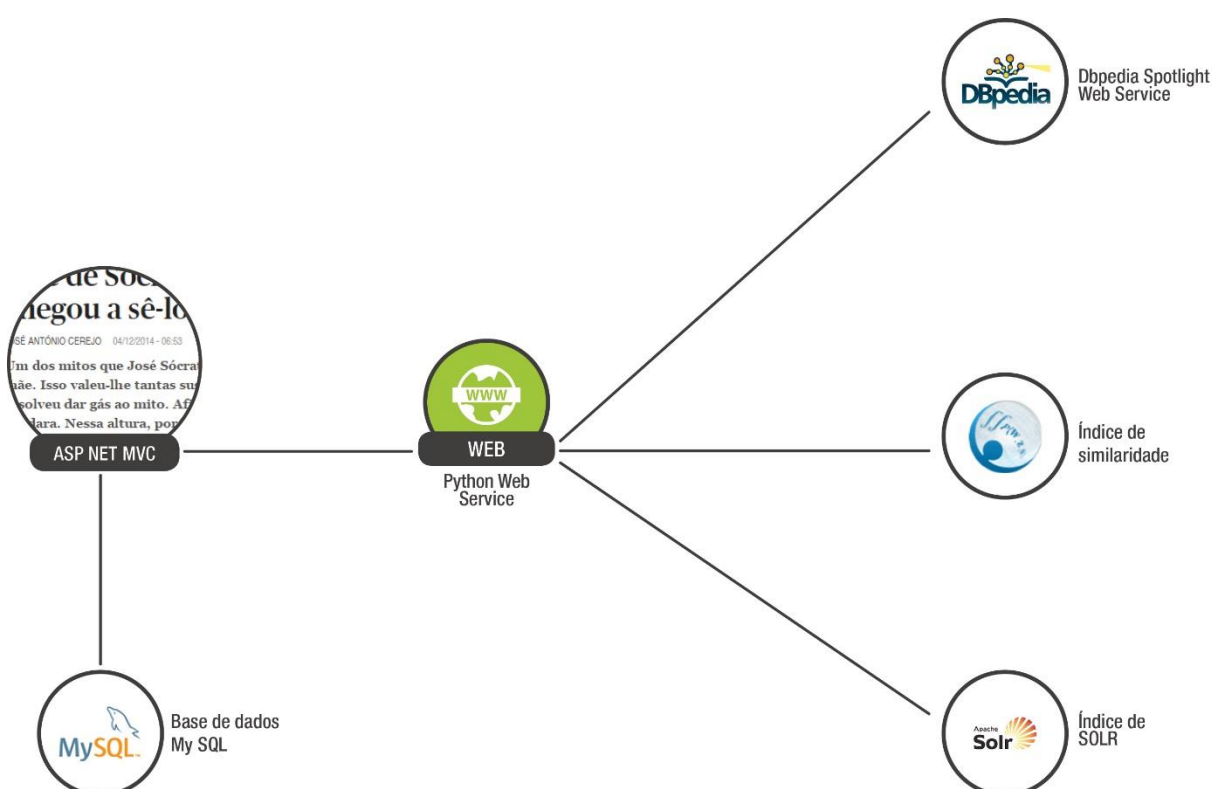 DBpedia
Dbpedia Spotlight
Web Service
hegou a sê-lo
SÉ ANTÓNIO CEREJO 04/12/2014 - 06:53
Um dos mitos que José Sócrat
mãe. Isso valeu-lhe tantas sus
solveu dar gás ao mito. Af
lara. Nessa altura, por
ASP NET MVC
WWW
WEB
Python Web
Service
Índice de
similaridade
MySQL
Base de dados
My SQL
Apache
Solr
Índice de
SOLR